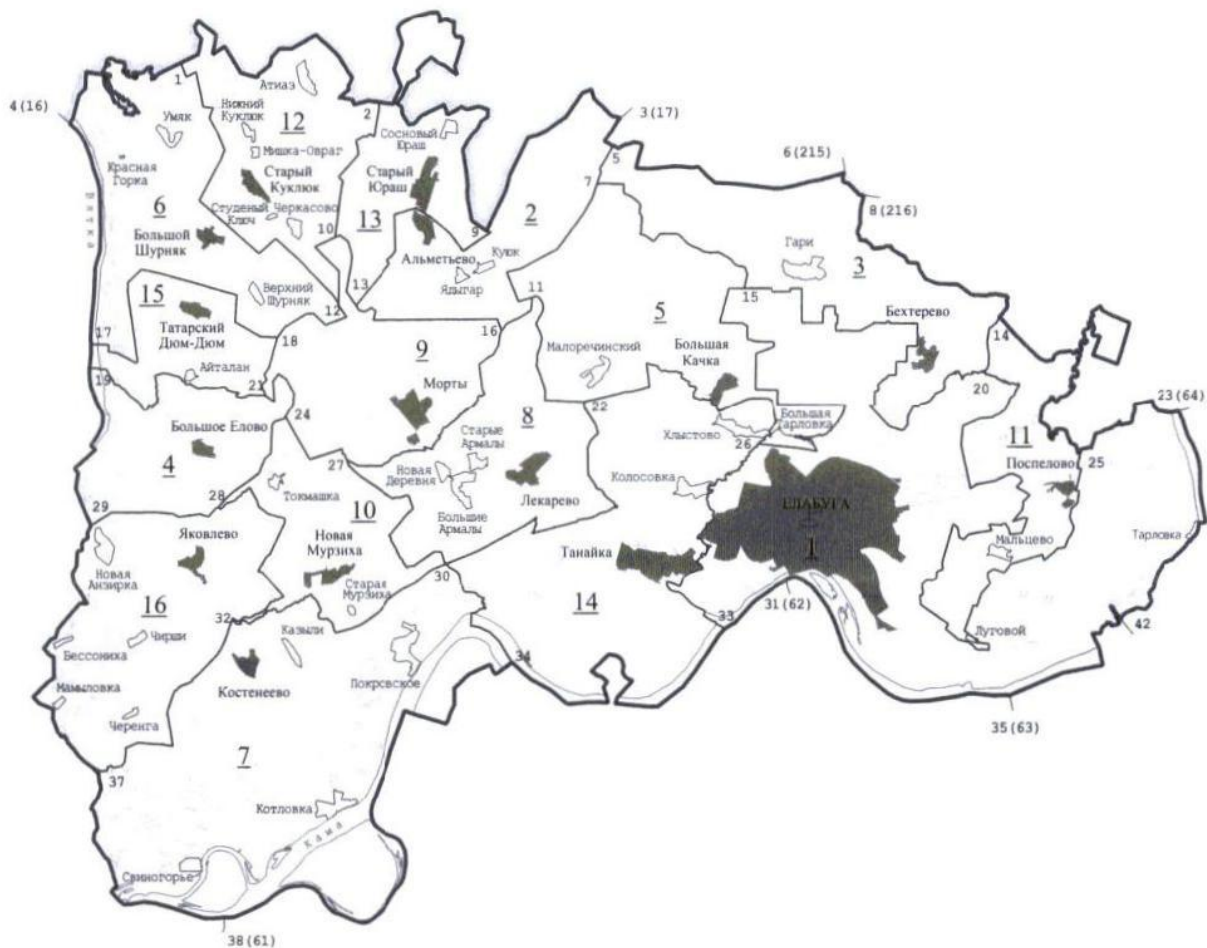 4 (16)
1
Атиаз
Нижний
Куклюк
12
2
3 (17)
Умяк
Мишка-Овраг
Сосновый
Юраш
5
6 (215)
Красная
Горка
Старый
Куклюк
Старый
Юраш
7
8 (216)
Вятка
6
Студеный
Ключ
Черкасово
10
13
2
9
Большой
Шурняк
Альметьево
Куюк
Ядыгар
Гари
3
15
Верхний
Шурняк
12
13
11
5
15
Татарский
Дюм-Дюм
17
18
16
Бехтерево
14
Малоречинский
Большая
Качка
9
19
Айталан
21
Морты
20
24
8
22
23 (64)
Большое Елово
4
Старые
Армалы
Хлыстово
26
Большая
Тарловка
11
25
27
Новая
Деревня
Лекарево
Колосовка
Поспелово
28
Токмашка
10
Большие
Армалы
ЕЛАБУГА
1
29
Яковлево
Новая
Мурзиха
Танайка
Мальцево
Тарловка
Новая
Анзирка
16
Старая
Мурзиха
30
14
31 (62)
33
32
42
Чирши
Казыли
Луговой
Бессониха
34
Костенеево
Покровское
Мамыловка
Черенга
35 (63)
7
37
Котловка
Кама
Свиногорье
38 (61)